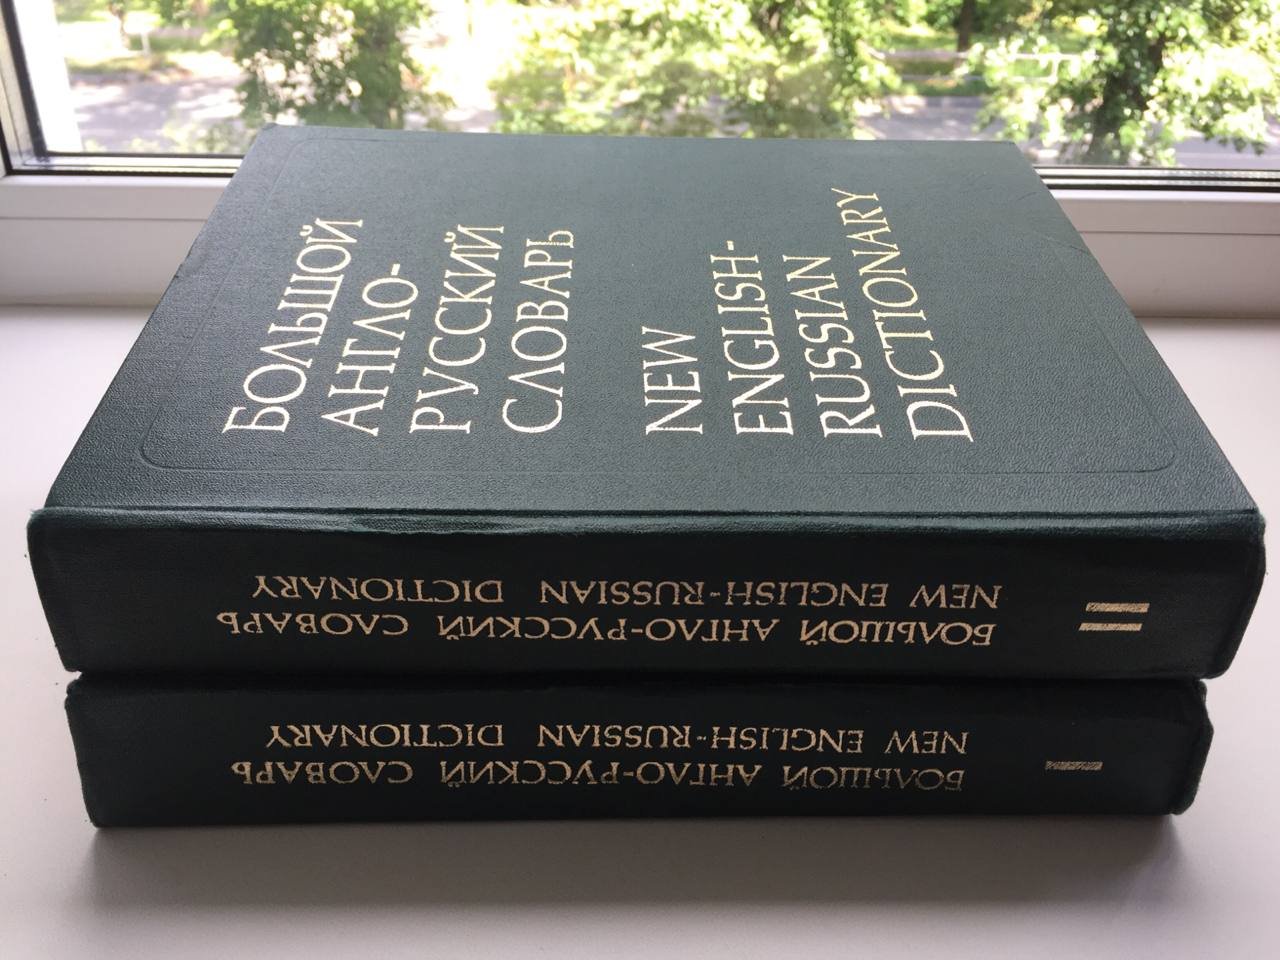 БОЛЬШОЙ
АНГЛО-
РУССКИЙ
СЛОВАРЬ
NEW
ENGLISH-
RUSSIAN
DICTIONARY
БОЛЬШОЙ АНГЛО-РУССКИЙ СЛОВАРЬ
NEW ENGLISH-RUSSIAN DICTIONARY
II
БОЛЬШОЙ АНГЛО-РУССКИЙ СЛОВАРЬ
NEW ENGLISH-RUSSIAN DICTIONARY
I